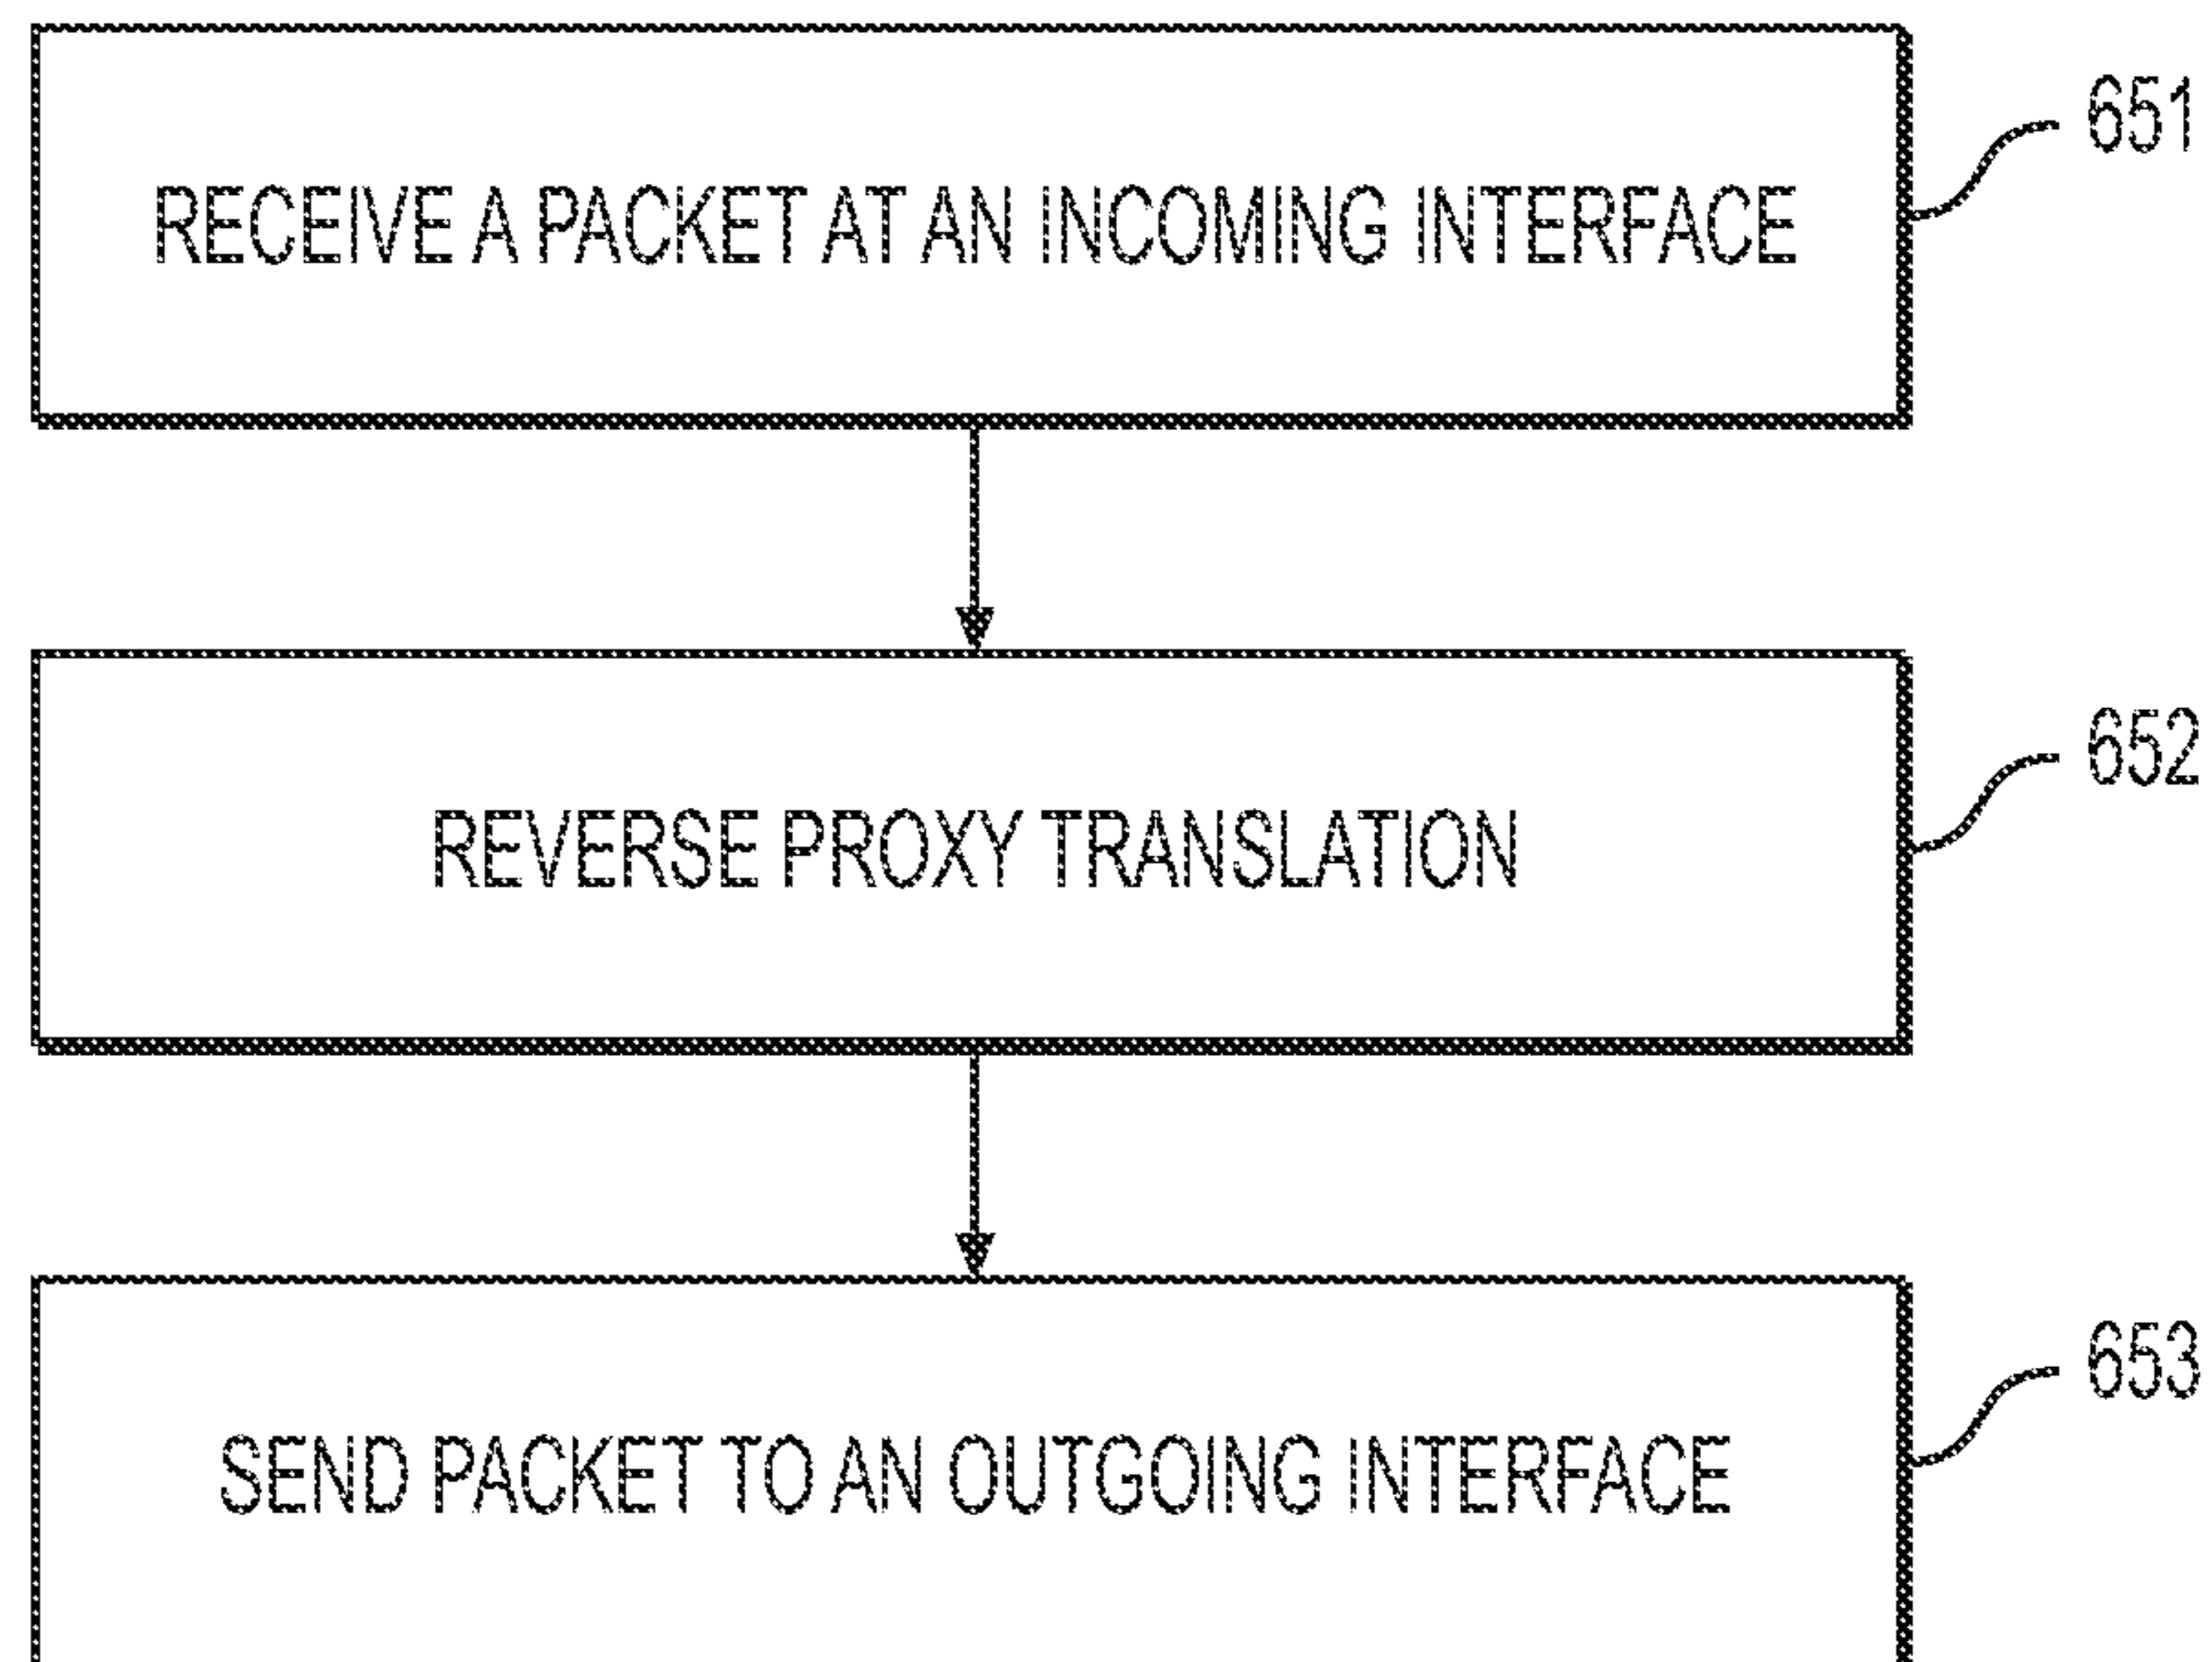 RECEIVE A PACKET AT AN INCOMING INTERFACE
651
REVERSE PROXY TRANSLATION
652
SEND PACKET TO AN OUTGOING INTERFACE
653